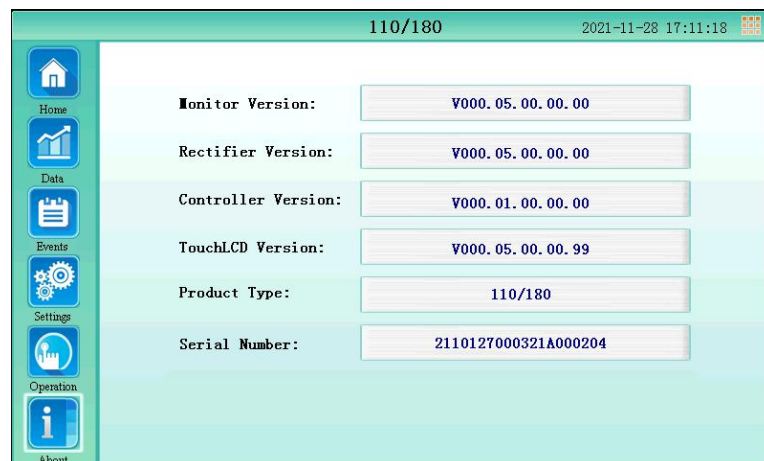 110/180 2021-11-28 17:11:18
Home
Data
Events
Settings
Operation
About
Monitor Version: V000.05.00.00.00
Rectifier Version: V000.05.00.00.00
Controller Version: V000.01.00.00.00
TouchLCD Version: V000.05.00.00.99
Product Type: 110/180
Serial Number: 2110127000321A000204